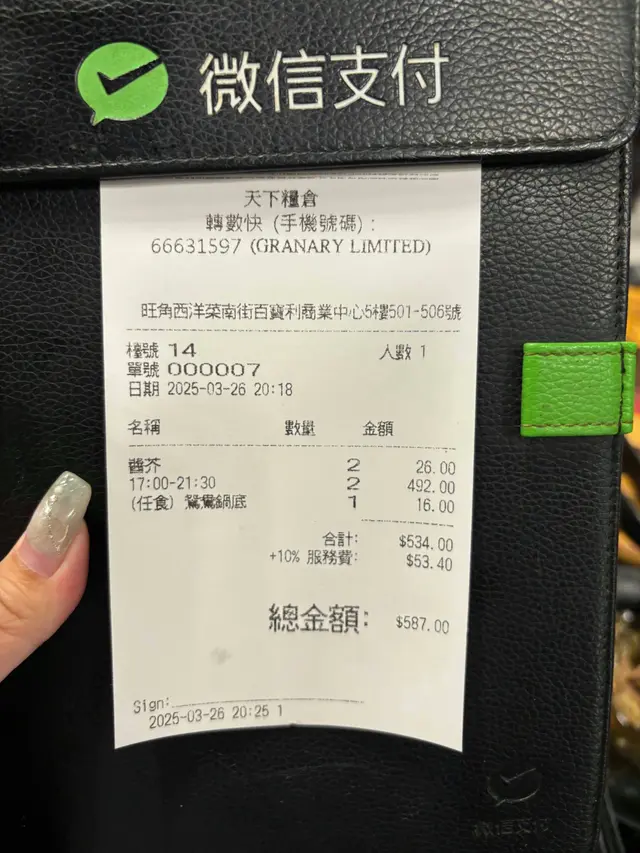 微信支付
天下糧倉
轉數快 (手機號碼) :
66631597 (GRANARY LIMITED)
旺角西洋菜南街百寶利商業中心5樓501-506號
檯號 14 人數 1
單號 000007
日期 2025-03-26 20:18
名稱 數量 金額
醬芥 2 26.00
17:00-21:30 2 492.00
(任食) 鴛鴦鍋底 1 16.00
合計: $534.00
+10% 服務費: $53.40
總金額: $587.00
Sign:
2025-03-26 20:25 1
微信支付